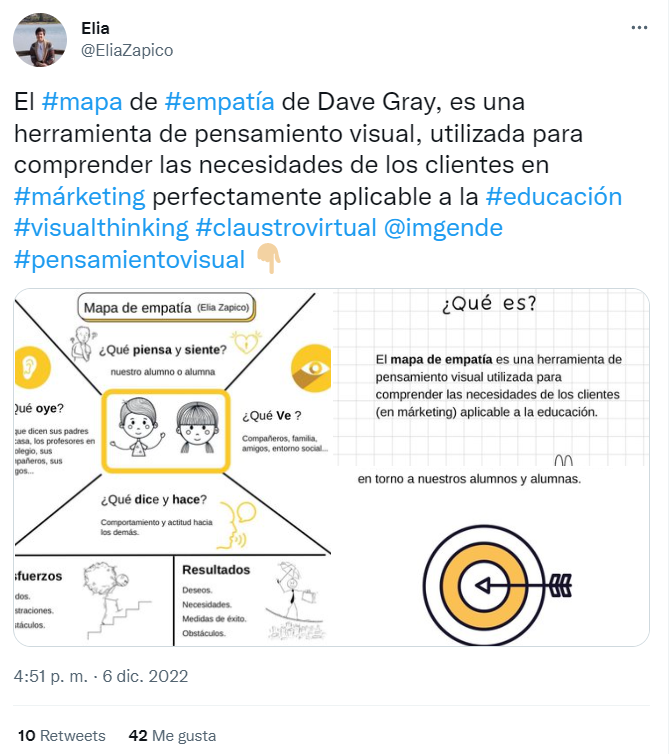 Elia
@EliaZapico
El #mapa de #empatía de Dave Gray, es una
herramienta de pensamiento visual, utilizada para
comprender las necesidades de los clientes en
#márketing perfectamente aplicable a la #educación
#visualthinking #claustrovirtual @imgende
#pensamientovisual
Mapa de empatía (Elia Zapico)
¿Qué piensa y siente?
nuestro alumno o alumna
Qué oye?
que dicen sus padres
casa, los profesores en
olegio, sus
mpañeros, sus
gos...
¿Qué Ve ?
Compañeros, familia,
amigos, entorno social...
¿Qué dice y hace?
Comportamiento y actitud hacia
los demás.
sfuerzos
dos.
straciones.
stáculos.
Resultados
Deseos.
Necesidades.
Medidas de éxito.
Obstáculos.
¿Qué es?
El mapa de empatía es una herramienta de
pensamiento visual utilizada para
comprender las necesidades de los clientes
(en márketing) aplicable a la educación.
en torno a nuestros alumnos y alumnas.
4:51 p. m. · 6 dic. 2022
10 Retweets 42 Me gusta